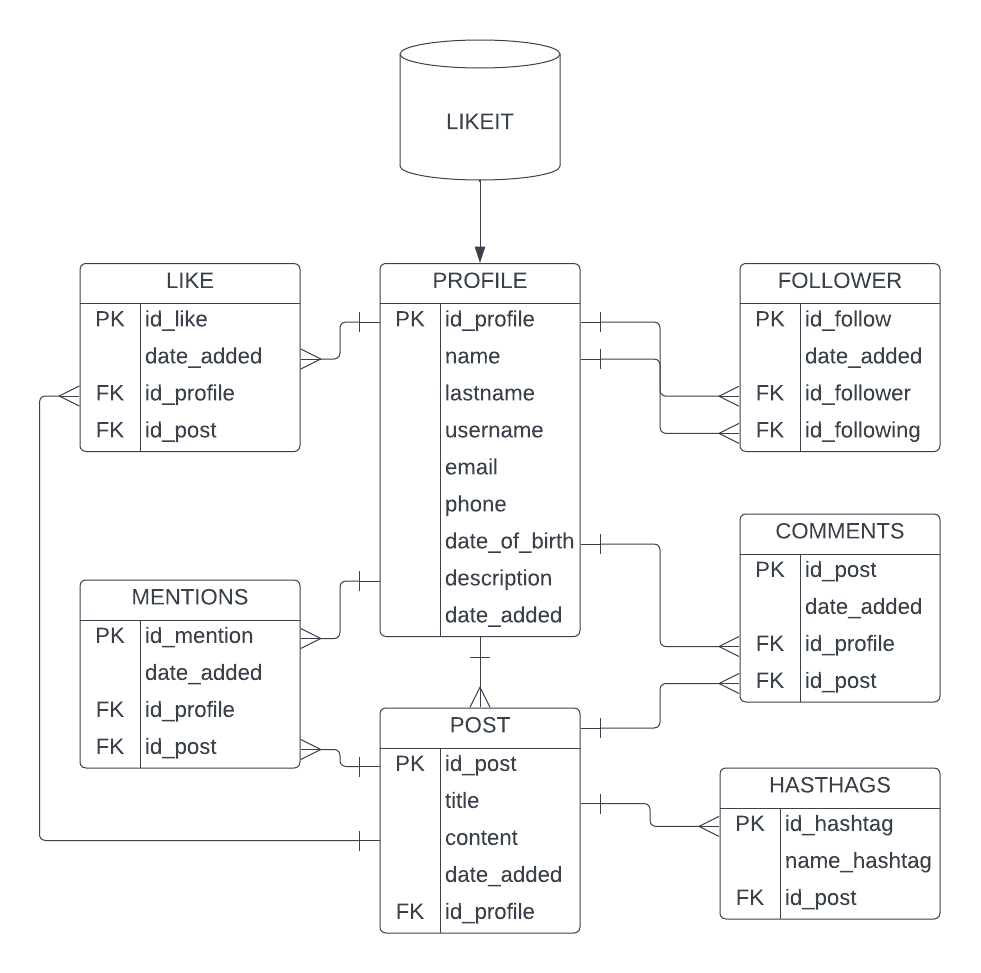 LIKEIT
LIKE
PK id_like
date_added
FK id_profile
FK id_post
PROFILE
PK id_profile
name
lastname
username
email
phone
date_of_birth
description
date_added
FOLLOWER
PK id_follow
date_added
FK id_follower
FK id_following
COMMENTS
PK id_post
date_added
FK id_profile
FK id_post
MENTIONS
PK id_mention
date_added
FK id_profile
FK id_post
POST
PK id_post
title
content
date_added
FK id_profile
HASTHAGS
PK id_hashtag
name_hashtag
FK id_post